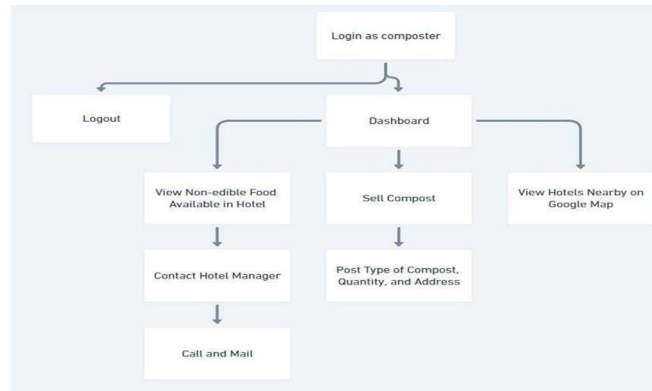 Login as composter
Logout
Dashboard
View Non-edible Food
Available in Hotel
Sell Compost
View Hotels Nearby on
Google Map
Contact Hotel Manager
Post Type of Compost,
Quantity, and Address
Call and Mail